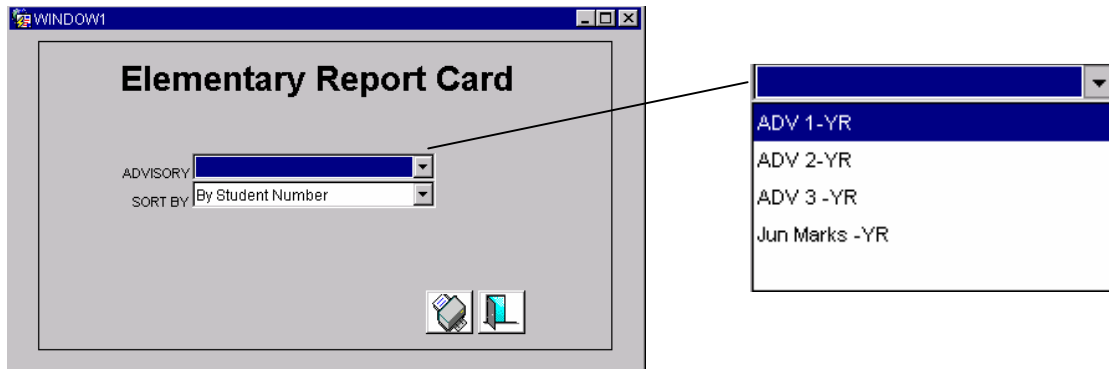 WINDOW1
Elementary Report Card
ADVISORY
SORT BY By Student Number
ADV 1-YR
ADV 2-YR
ADV 3 -YR
Jun Marks -YR